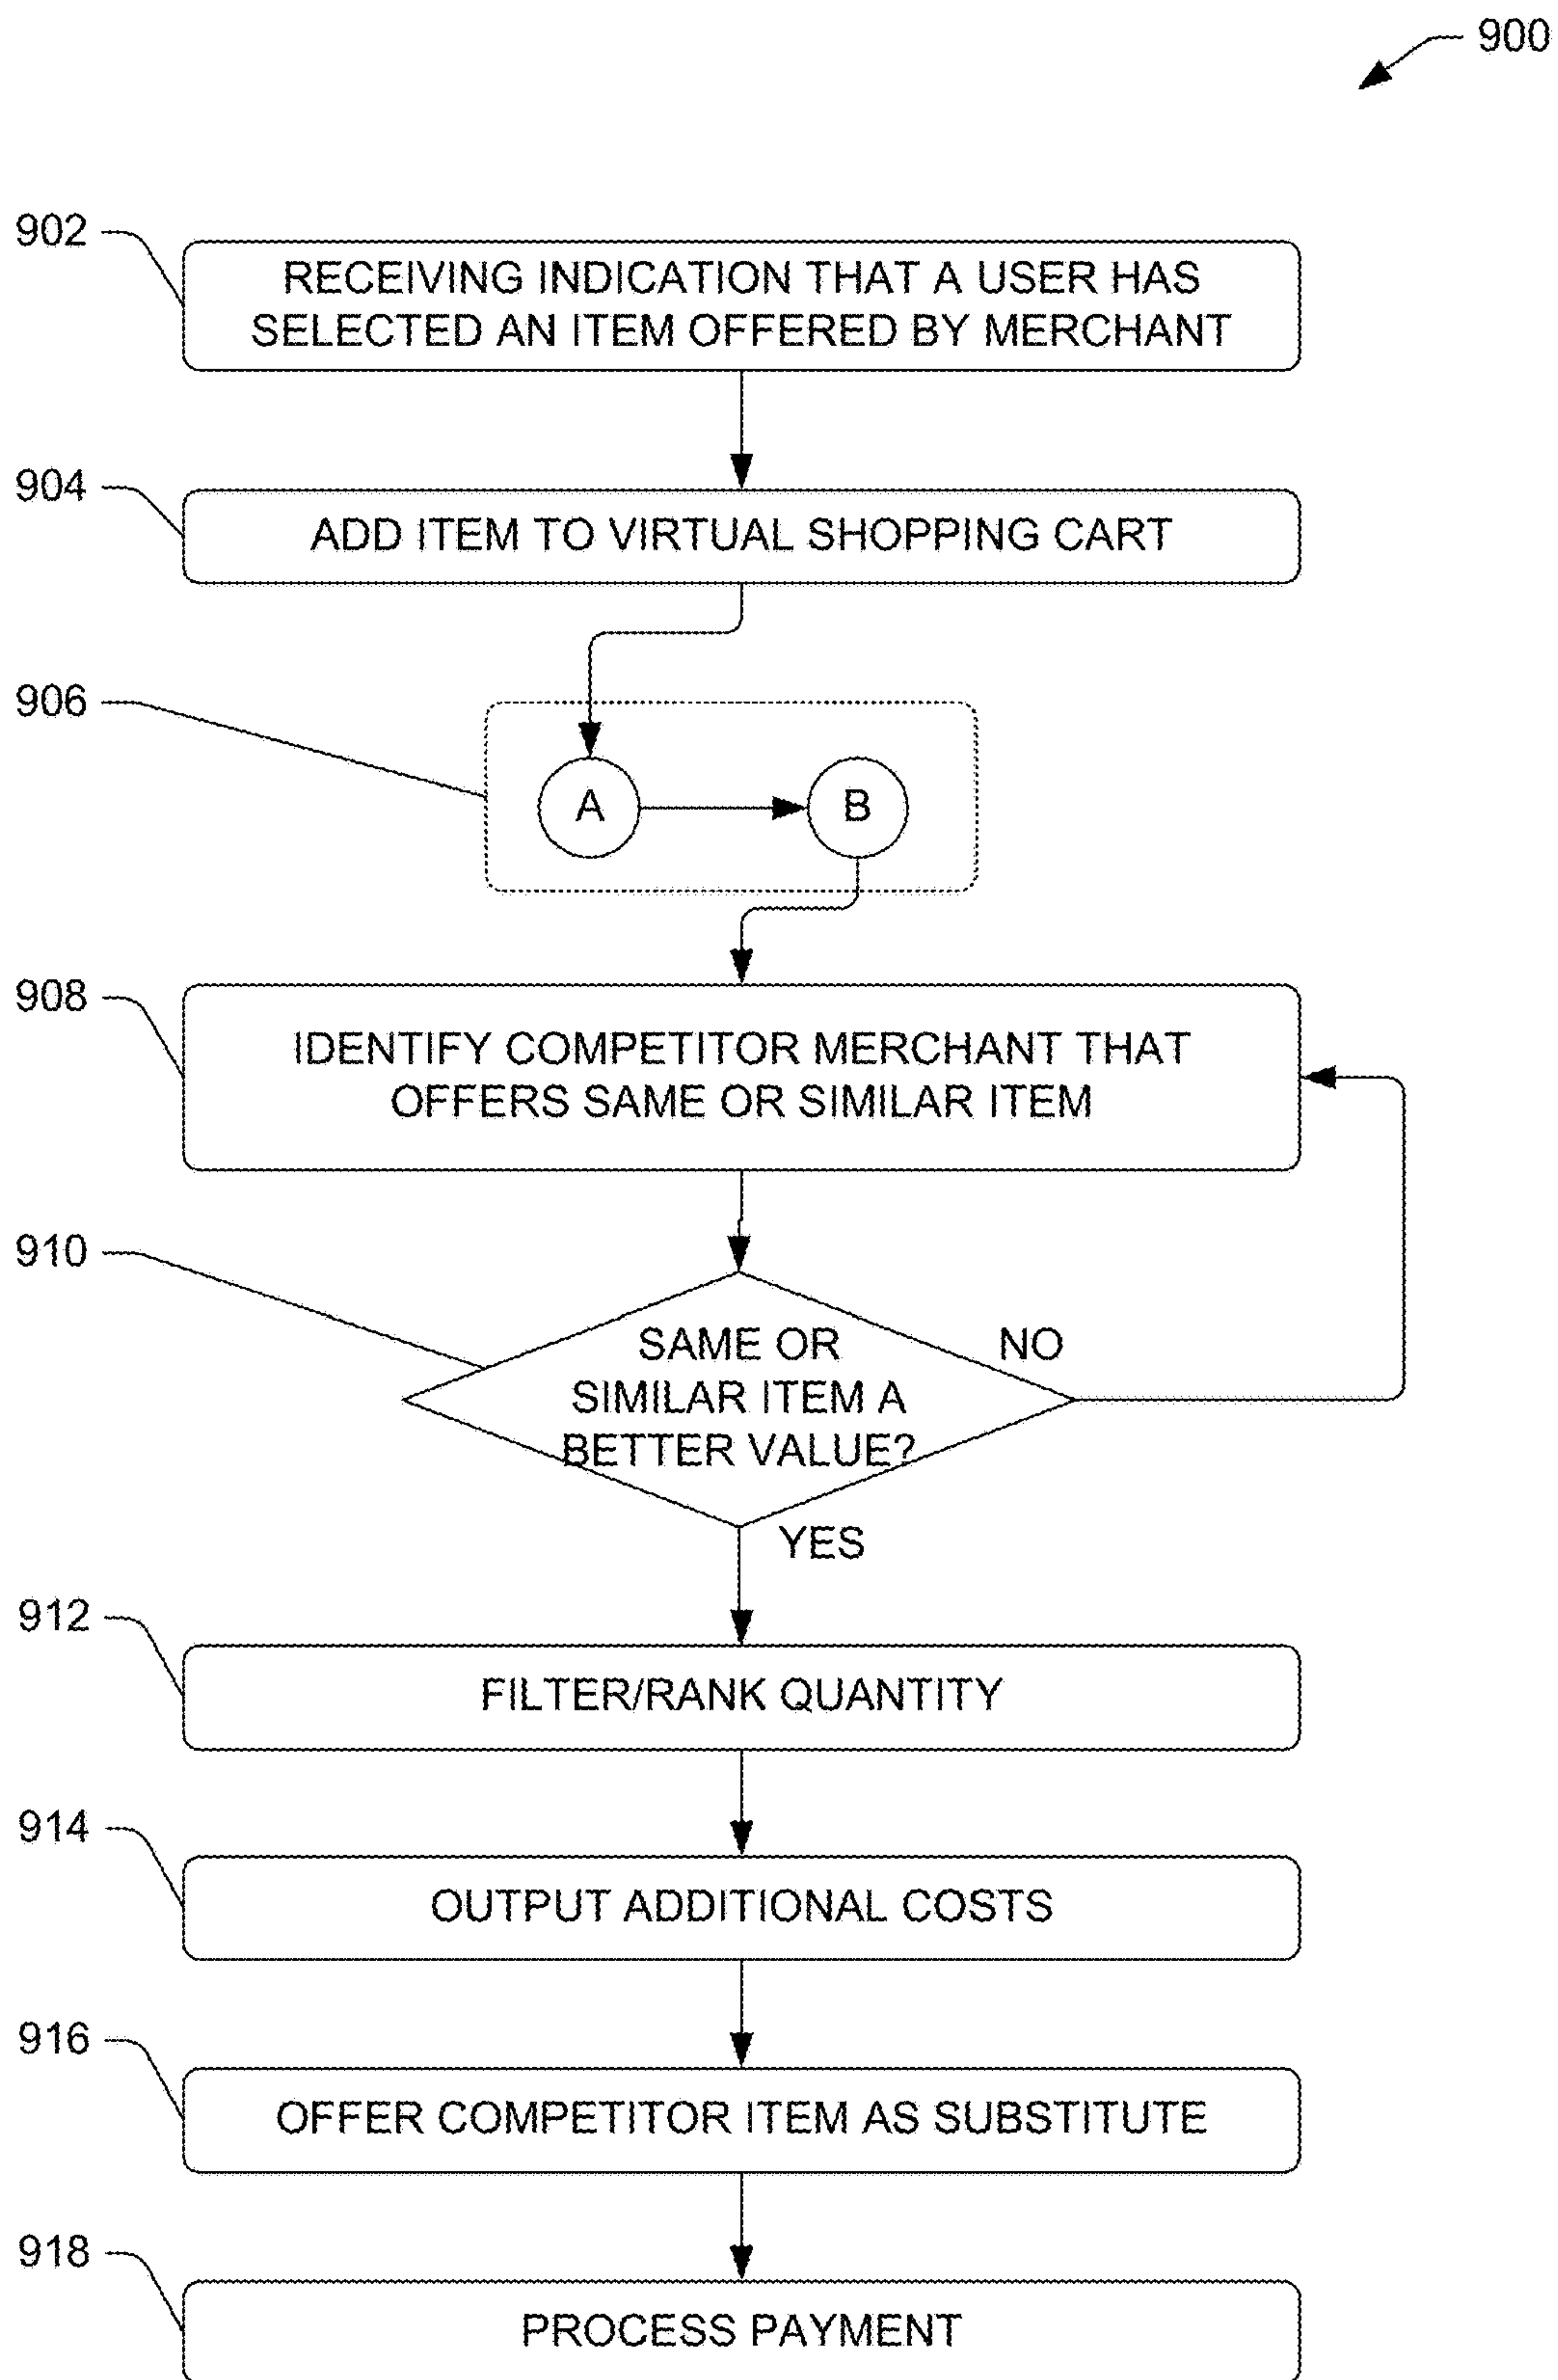 900
902
RECEIVING INDICATION THAT A USER HAS
SELECTED AN ITEM OFFERED BY MERCHANT
904
ADD ITEM TO VIRTUAL SHOPPING CART
906
A
B
908
IDENTIFY COMPETITOR MERCHANT THAT
OFFERS SAME OR SIMILAR ITEM
910
SAME OR
SIMILAR ITEM A
BETTER VALUE?
NO
YES
912
FILTER/RANK QUANTITY
914
OUTPUT ADDITIONAL COSTS
916
OFFER COMPETITOR ITEM AS SUBSTITUTE
918
PROCESS PAYMENT